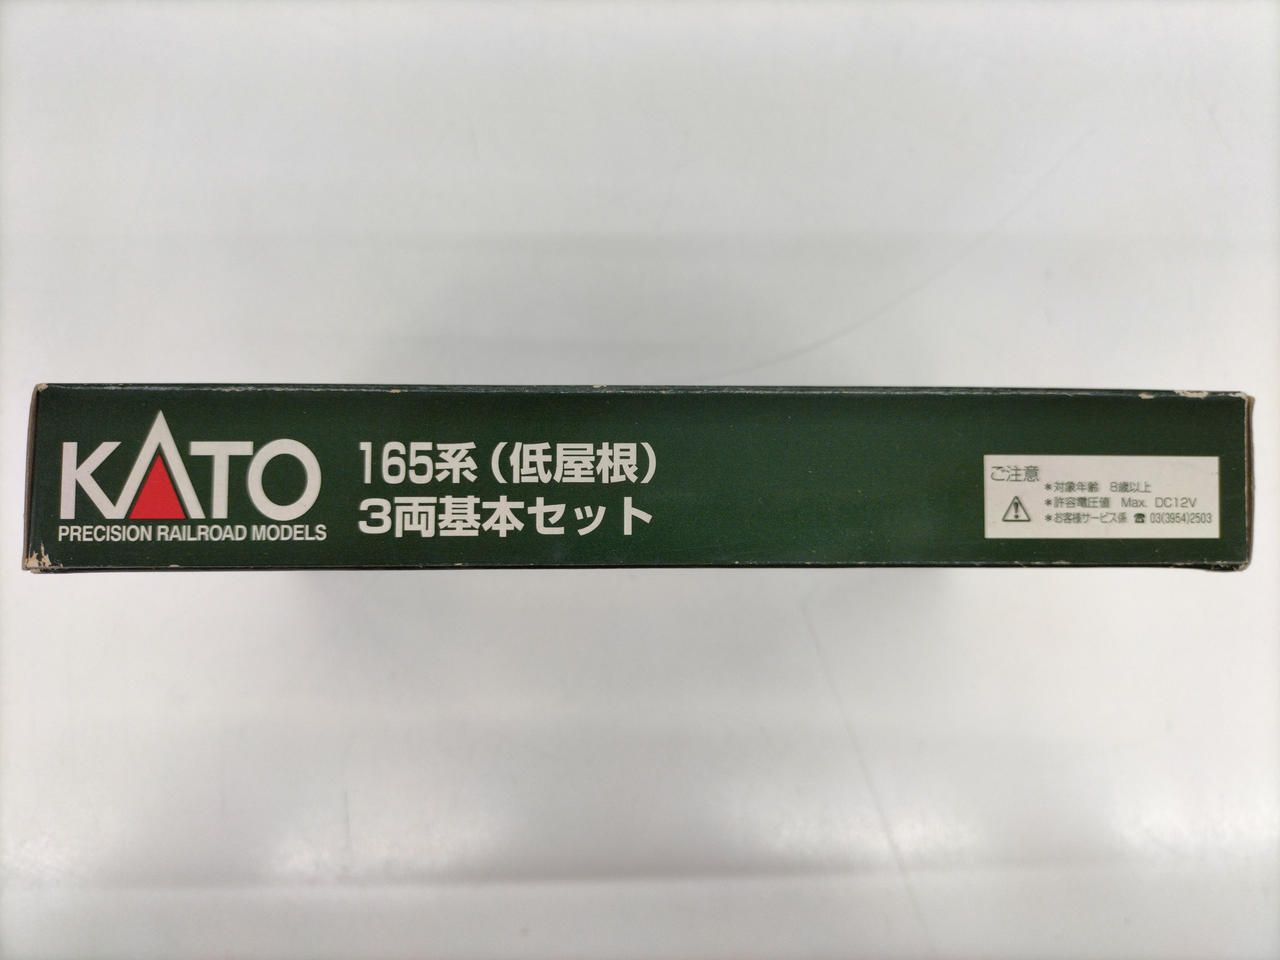 KATO
PRECISION RAILROAD MODELS
165系（低屋根）
3両基本セット
ご注意
＊対象年齢 8歳以上
＊許容電圧値 Max. DC12V
＊お客様サービス係 ☎ 03(3954)2503